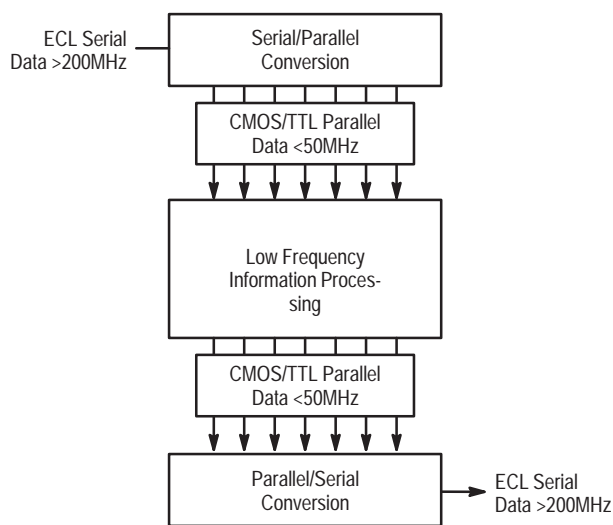 ECL Serial
Data >200MHz
Serial/Parallel
Conversion
CMOS/TTL Parallel
Data <50MHz
Low Frequency
Information Proces-
sing
CMOS/TTL Parallel
Data <50MHz
Parallel/Serial
Conversion
ECL Serial
Data >200MHz